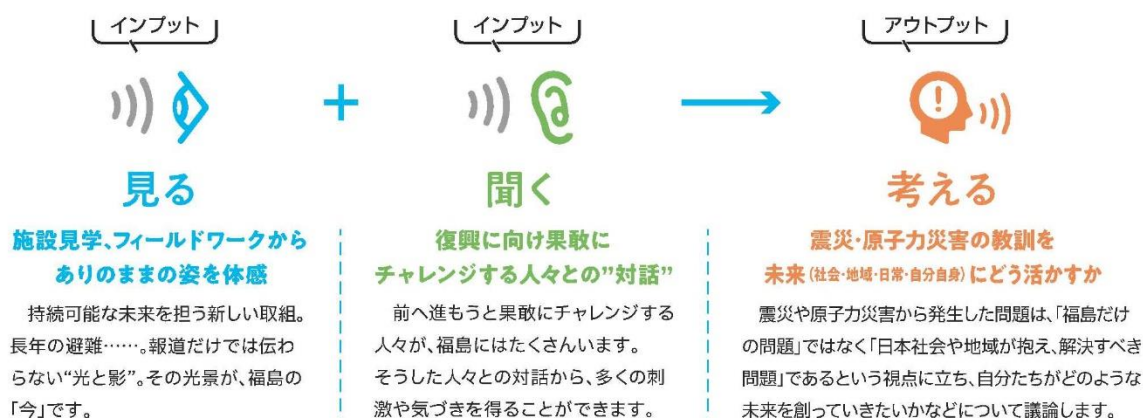 インプット
見る
施設見学、フィールドワークから
ありのままの姿を体感
持続可能な未来を担う新しい取組。
長年の避難……。報道だけでは伝わ
らない“光と影”。その光景が、福島の
「今」です。
インプット
聞く
復興に向け果敢に
チャレンジする人々との”対話”
前へ進もうと果敢にチャレンジする
人々が、福島にはたくさんいます。
そうした人々との対話から、多くの刺
激や気づきを得ることができます。
アウトプット
考える
震災・原子力災害の教訓を
未来(社会・地域・日常・自分自身)にどう活かすか
震災や原子力災害から発生した問題は、「福島だけ
の問題」ではなく「日本社会や地域が抱え、解決すべき
問題」であるという視点に立ち、自分たちがどのような
未来を創っていきたいかなどについて議論します。